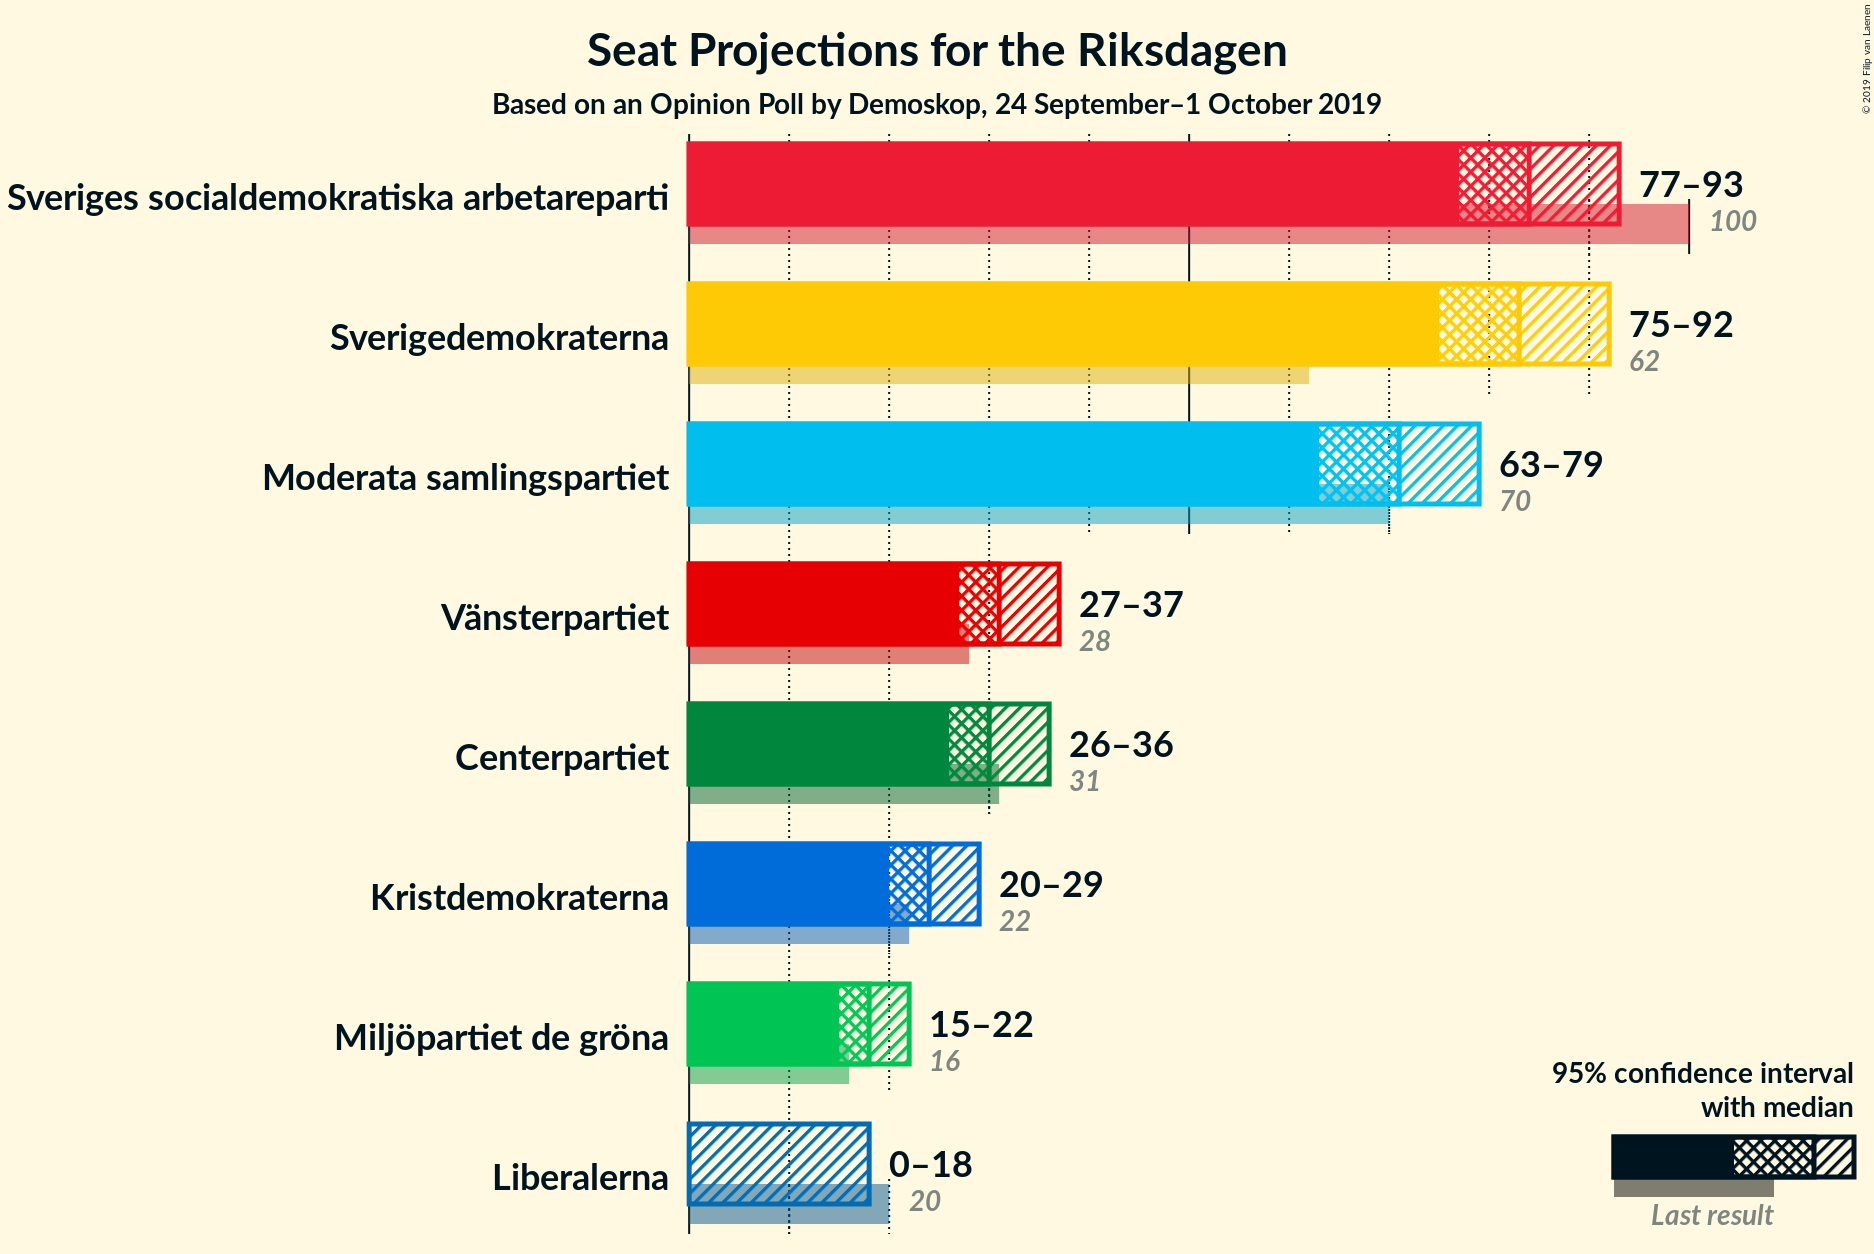 Seat Projections for the Riksdagen
Based on an Opinion Poll by Demoskop, 24 September–1 October 2019
© 2019 Filip van Laenen
Sveriges socialdemokratiska arbetareparti
77–93
100
Sverigedemokraterna
75–92
62
Moderata samlingspartiet
63–79
70
Vänsterpartiet
27–37
28
Centerpartiet
26–36
31
Kristdemokraterna
20–29
22
Miljöpartiet de gröna
15–22
16
Liberalerna
0–18
20
95% confidence interval
with median
Last result